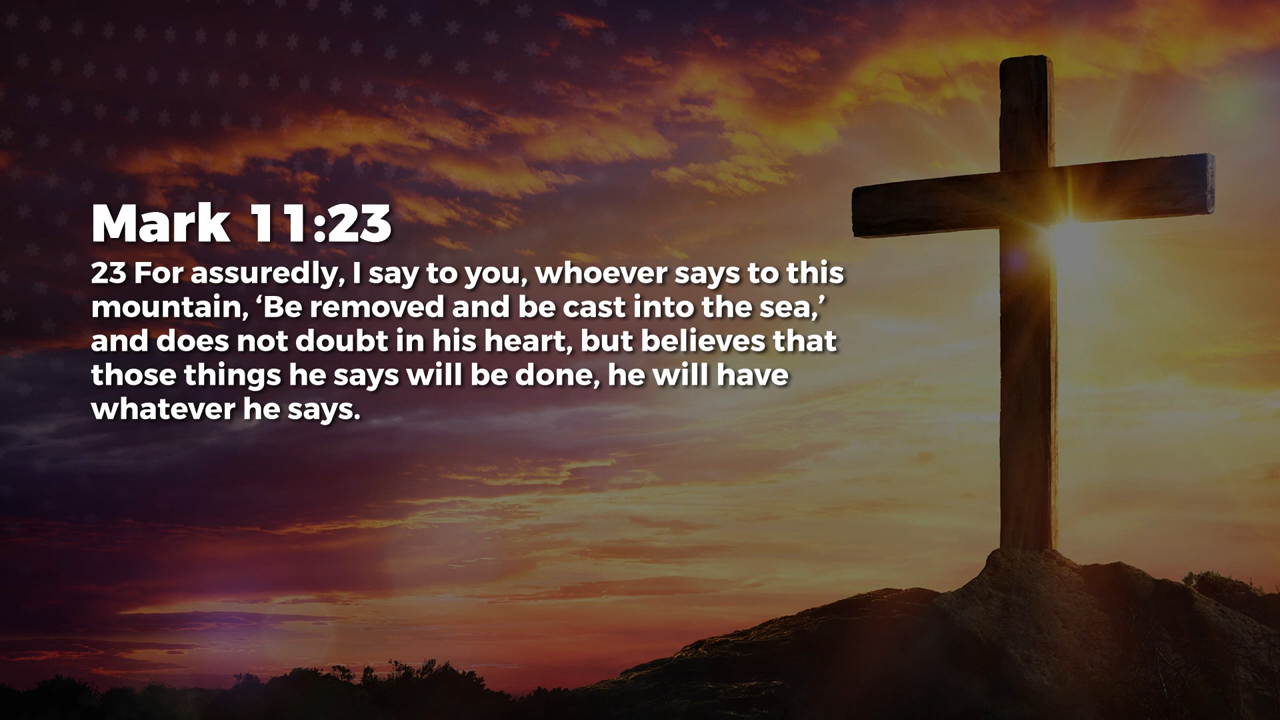 Mark 11:23
23 For assuredly, I say to you, whoever says to this
mountain, ‘Be removed and be cast into the sea,’
and does not doubt in his heart, but believes that
those things he says will be done, he will have
whatever he says.